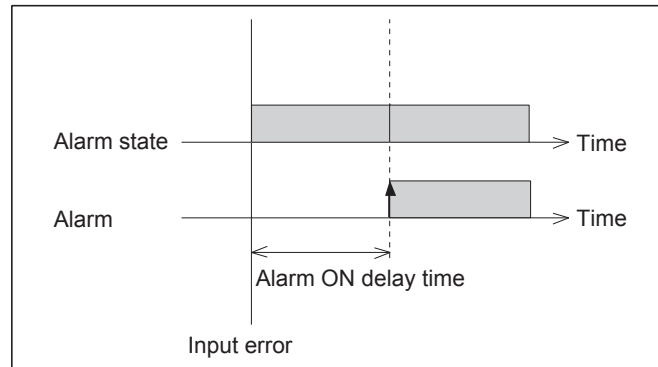 Alarm state
Time
Alarm
Time
Alarm ON delay time
Input error